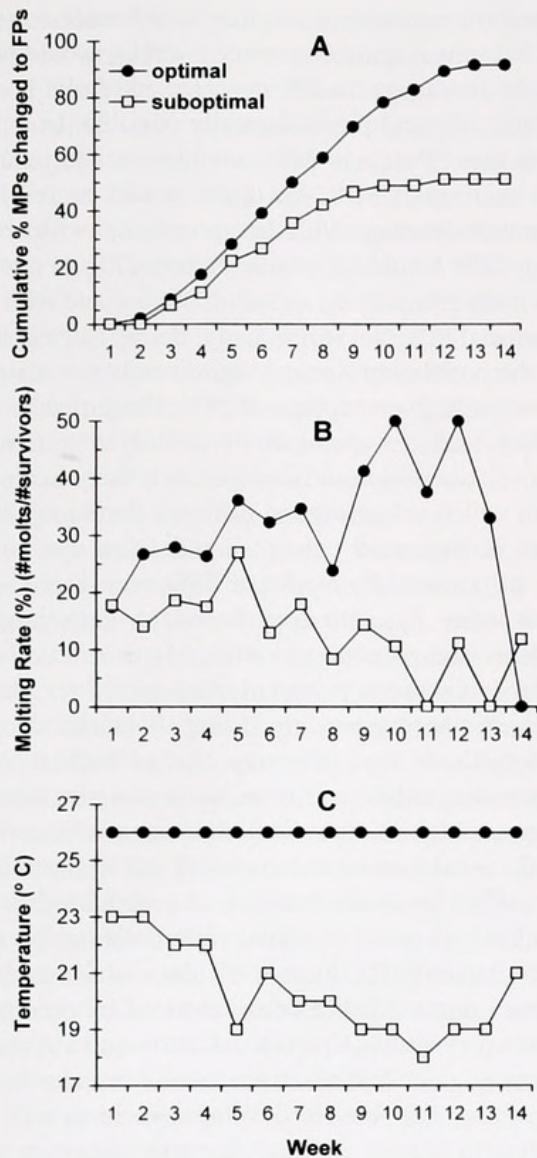 A
Cumulative % MPs changed to FPs
100
90
80
60
40
20
0
optimal
suboptimal
1 2 3 4 5 6 7 8 9 10 11 12 13 14
B
Molting Rate (%) (#molts/#survivors)
50
40
30
20
10
0
2 3 4 5 6 7 8 9 10 11 12 13 14
C
Temperature (° C)
27
26
23
21
19
17
2 3 4 5 6 7 8 9 10 11 12 13 14
Week